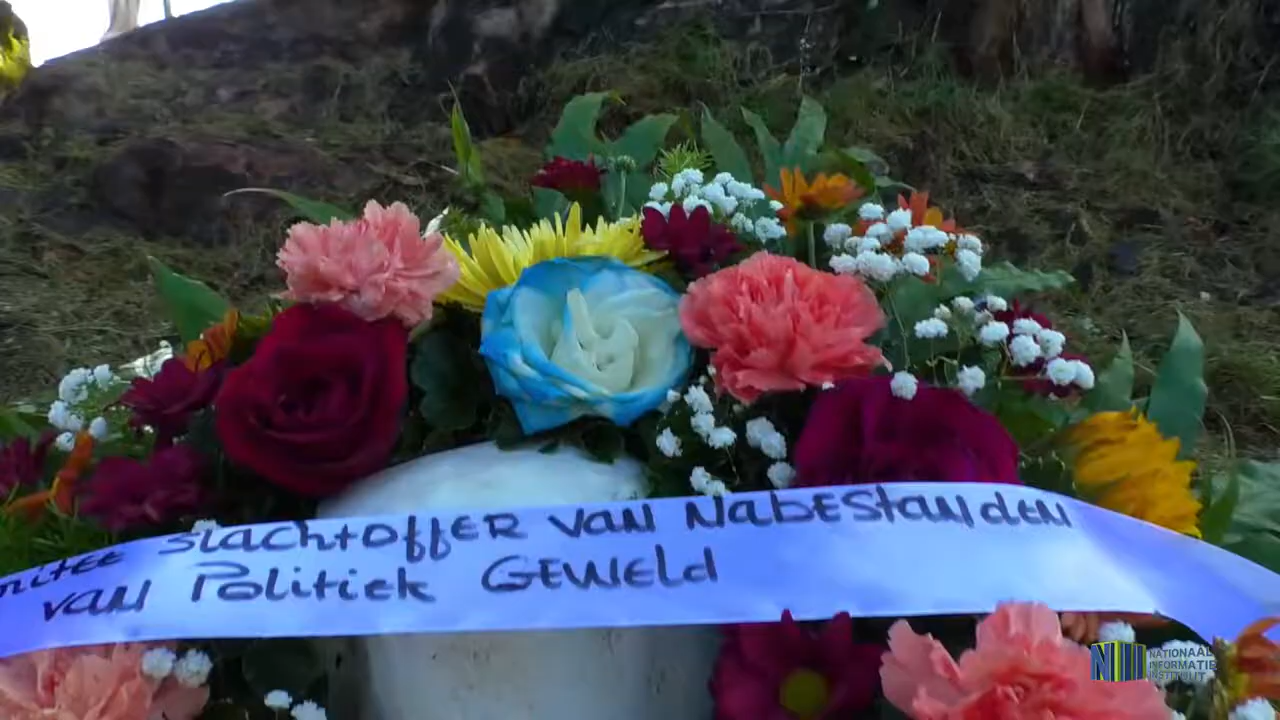 mitee slachtoffer van Nabestanden
van Politiek Geweld
NATIONAAL
INFORMATIE
INSTITUUT